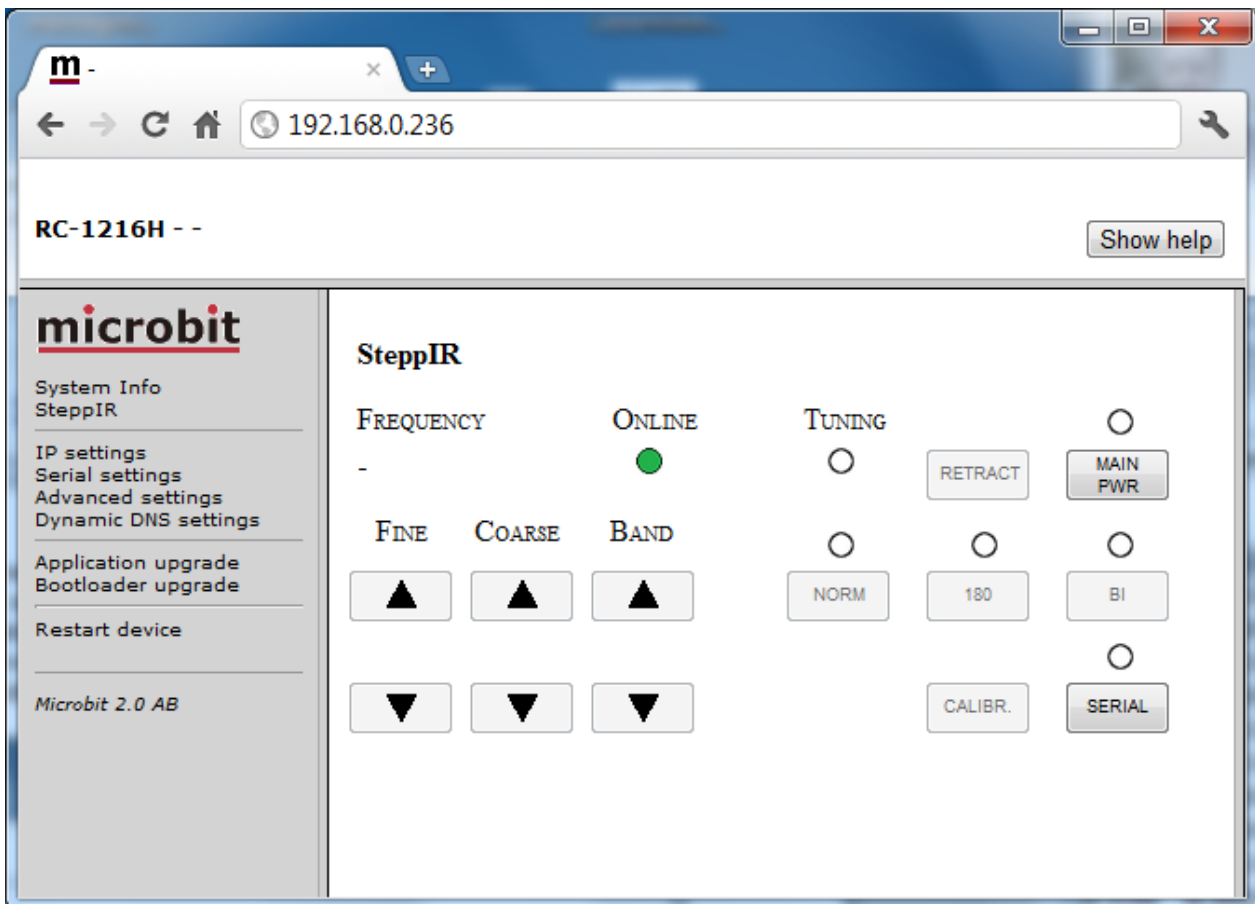 m -
192.168.0.236
RC-1216H - -
Show help
microbit
System Info
SteppIR
IP settings
Serial settings
Advanced settings
Dynamic DNS settings
Application upgrade
Bootloader upgrade
Restart device
Microbit 2.0 AB
SteppIR
FREQUENCY ONLINE TUNING
-
RETRACT
MAIN
PWR
FINE COARSE BAND
NORM 180 BI
CALIBR. SERIAL